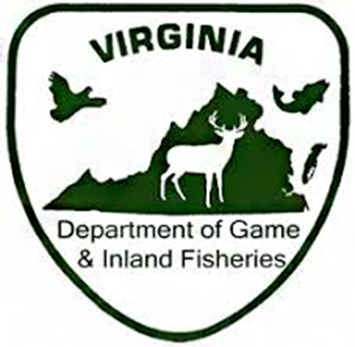 VIRGINIA
Department of Game
& Inland Fisheries